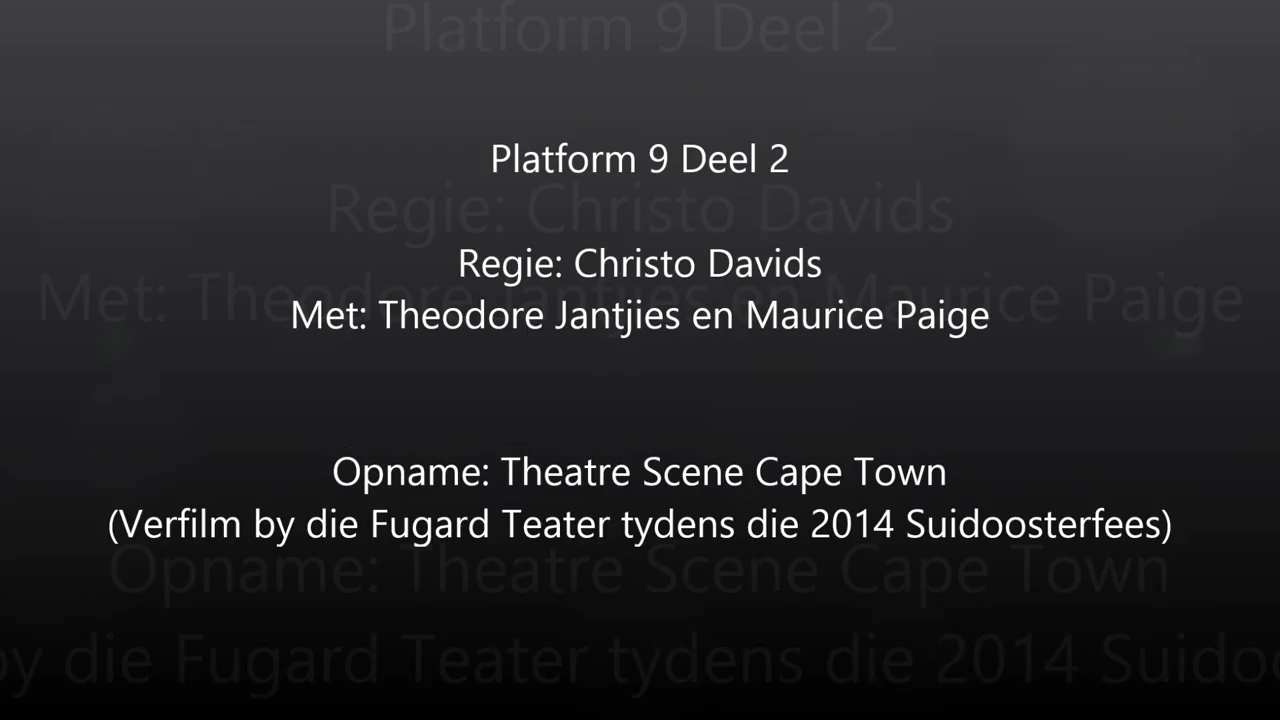 Platform 9 Deel 2
Regie: Christo Davids
Met: Theodore Jantjies en Maurice Paige
Opname: Theatre Scene Cape Town
(Verfilm by die Fugard Teater tydens die 2014 Suidoosterfees)